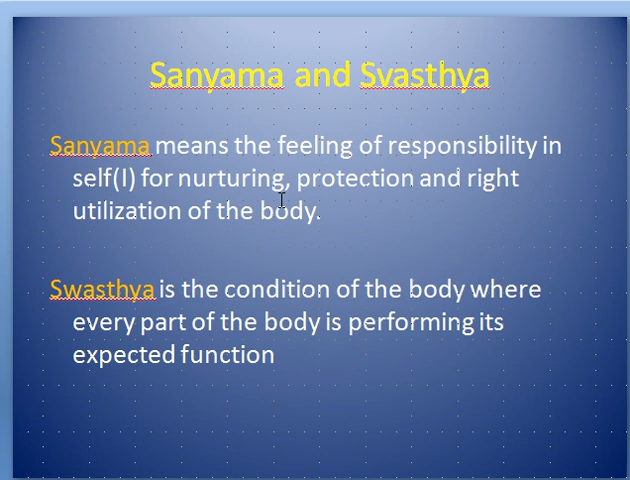 Sanyama and Svasthya
Sanyama means the feeling of responsibility in
self(I) for nurturing, protection and right
utilization of the body.
Swasthya is the condition of the body where
every part of the body is performing its
expected function